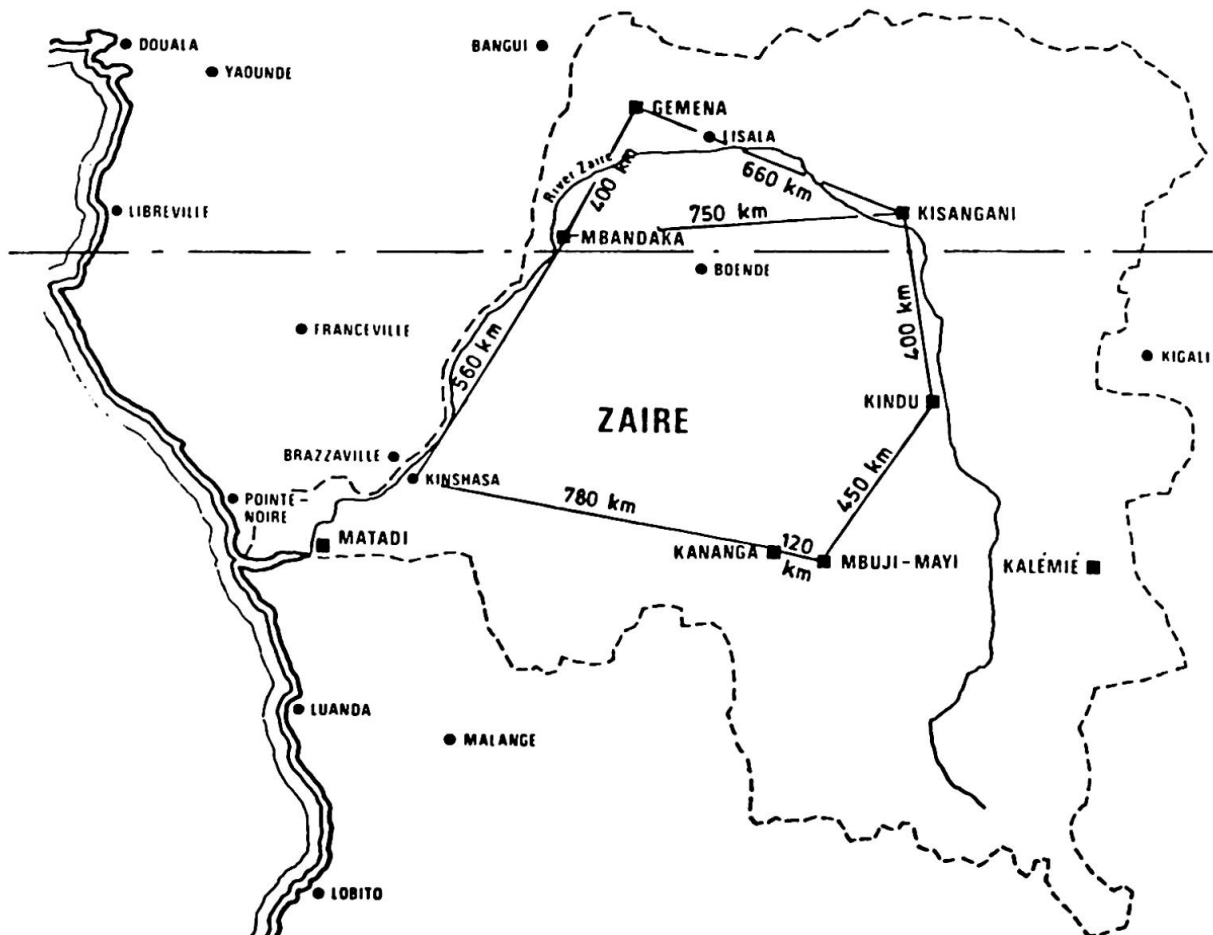 DOUALA
BANGUI
YAOUNDE
GEMENA
LISALA
River Zaire
400 km
660 km
LIBREVILLE
750 km
KISANGANI
MBANDAKA
BOENDE
FRANCEVILLE
560 km
400 km
KIGALI
ZAIRE
KINDU
BRAZZAVILLE
KINSHASA
450 km
POINTE-
NOIRE
780 km
MATADI
KANANGA
120
km
MBUJI-MAYI
KALÉMIÉ
LUANDA
MALANGE
LOBITO